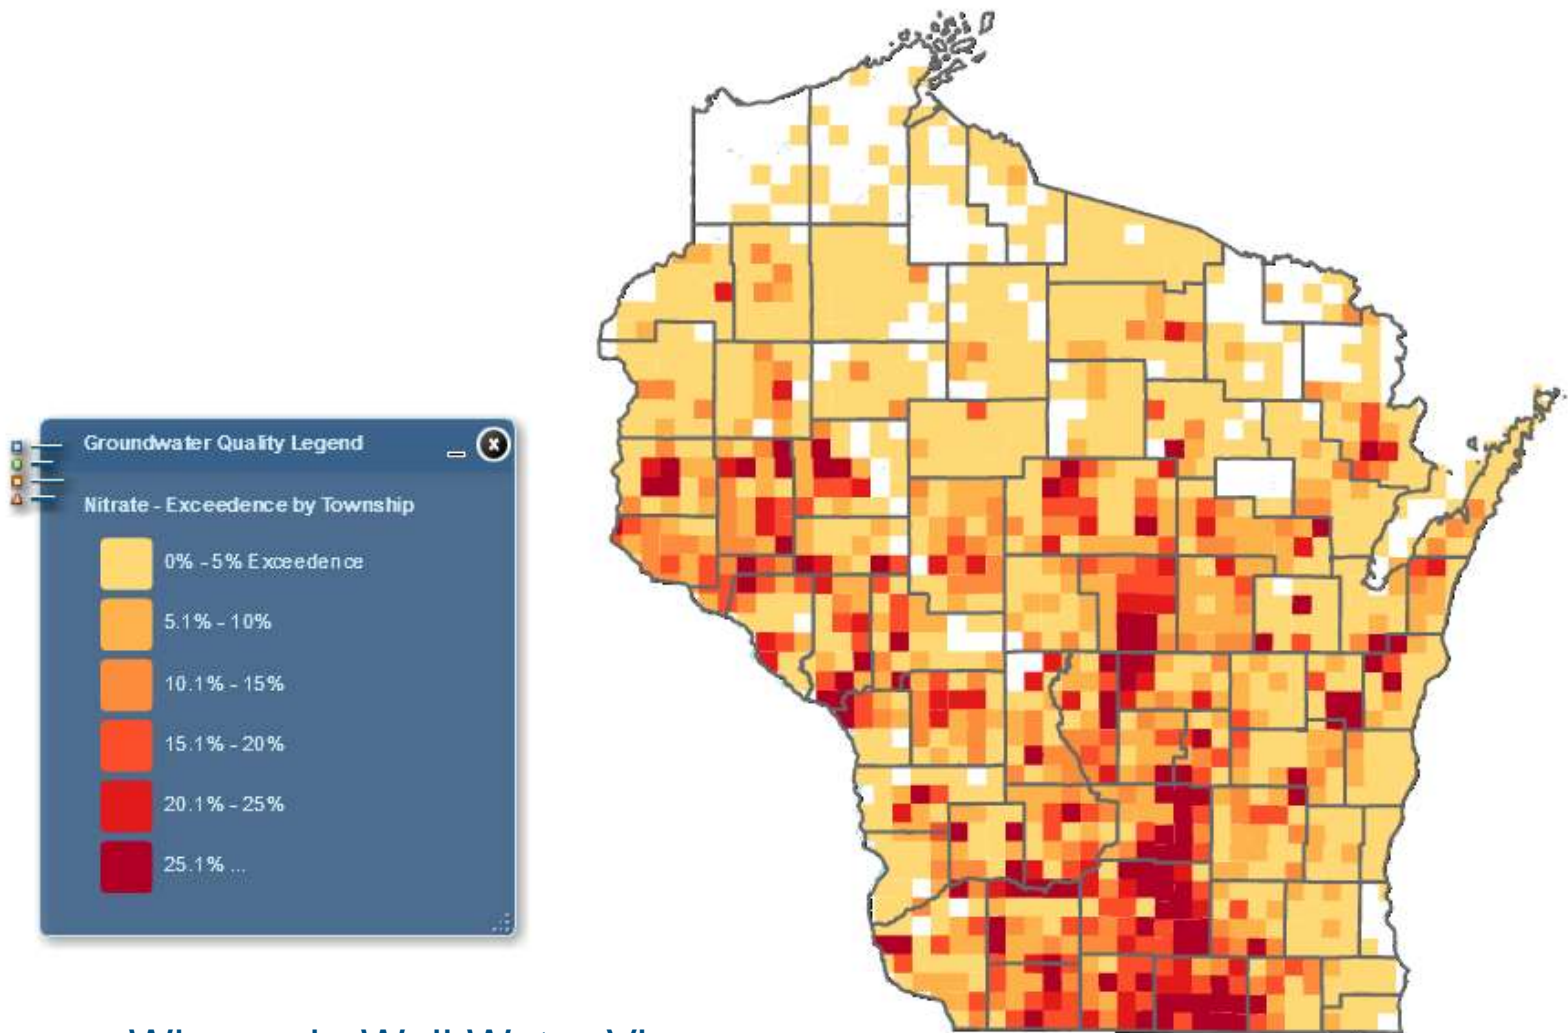 Groundwater Quality Legend
Nitrate - Exceedence by Township
0% - 5% Exceedence
5.1% - 10%
10.1% - 15%
15.1% - 20%
20.1% - 25%
25.1% ...